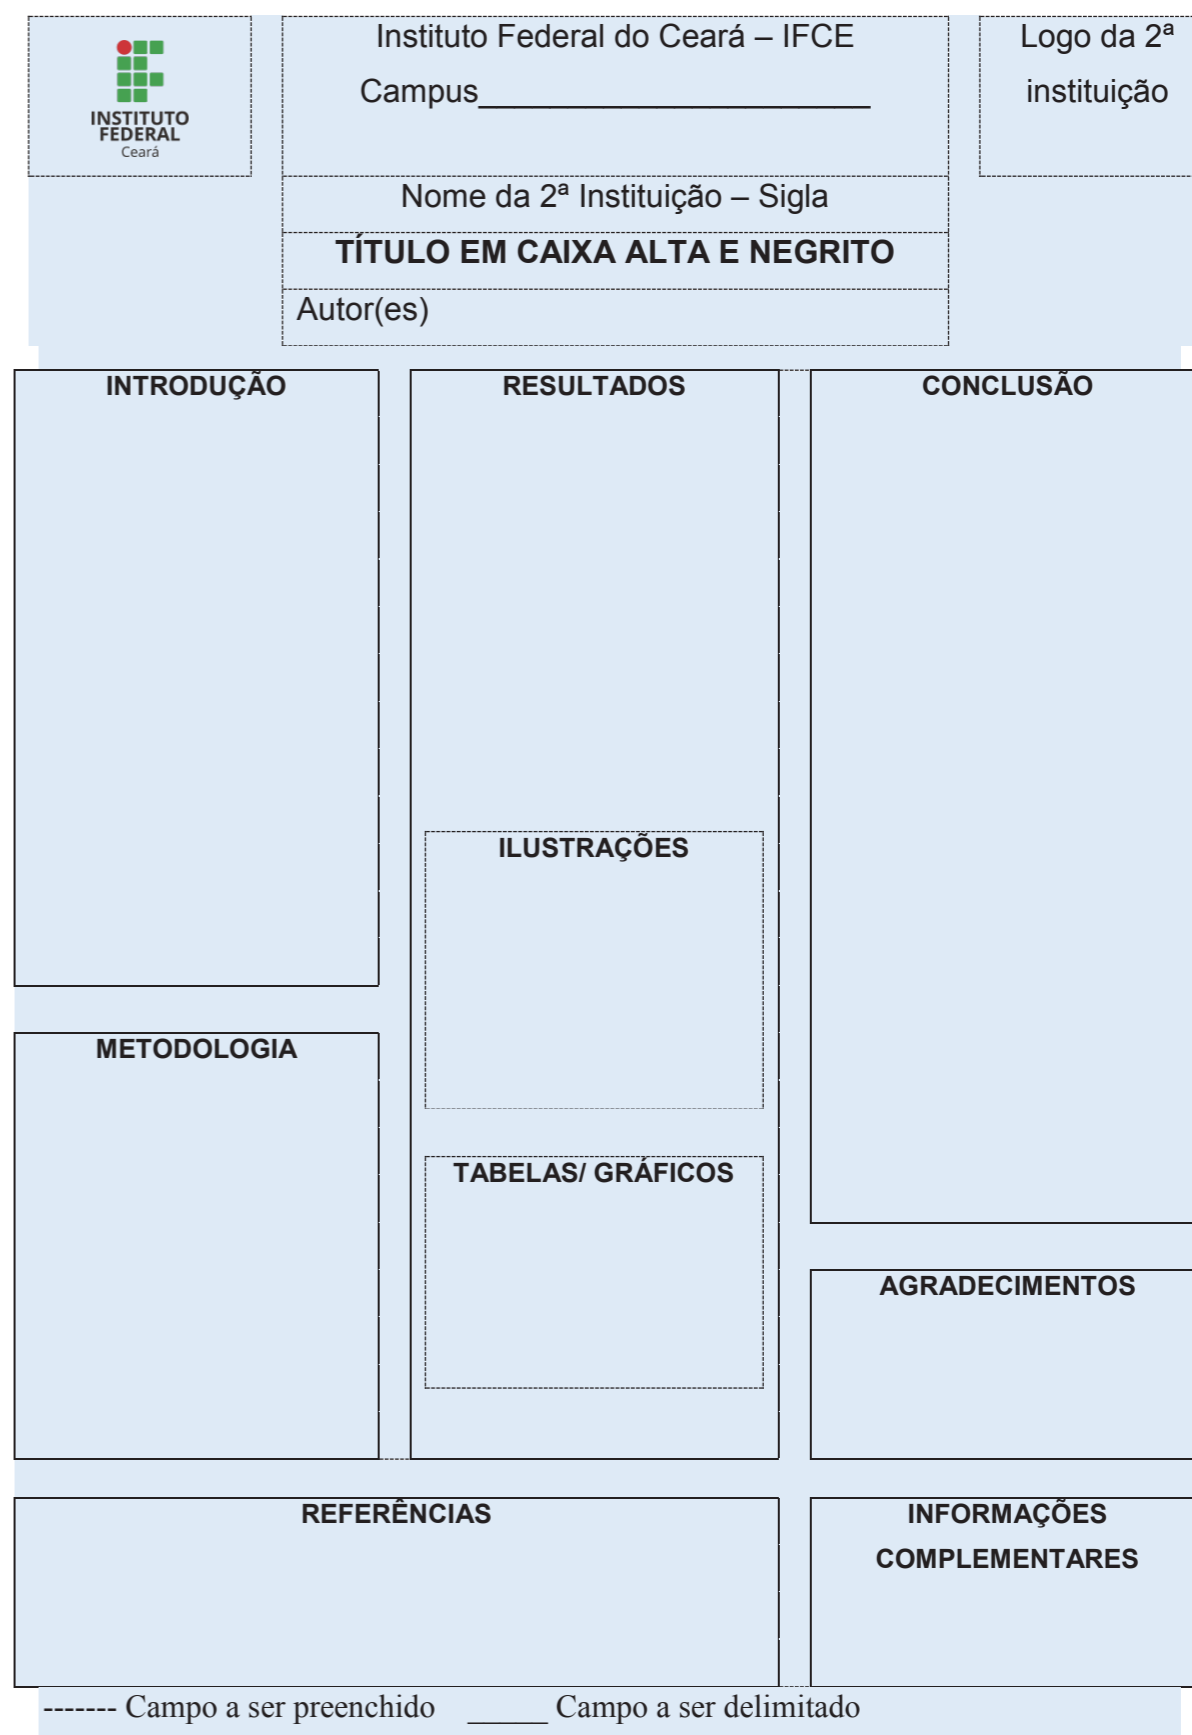 INSTITUTO
FEDERAL
Ceará
Instituto Federal do Ceará – IFCE
Campus______________________
Logo da 2ª
instituição
Nome da 2ª Instituição – Sigla
TÍTULO EM CAIXA ALTA E NEGRITO
Autor(es)
INTRODUÇÃO
METODOLOGIA
RESULTADOS
ILUSTRAÇÕES
TABELAS/ GRÁFICOS
CONCLUSÃO
AGRADECIMENTOS
REFERÊNCIAS
INFORMAÇÕES
COMPLEMENTARES
------- Campo a ser preenchido _____ Campo a ser delimitado